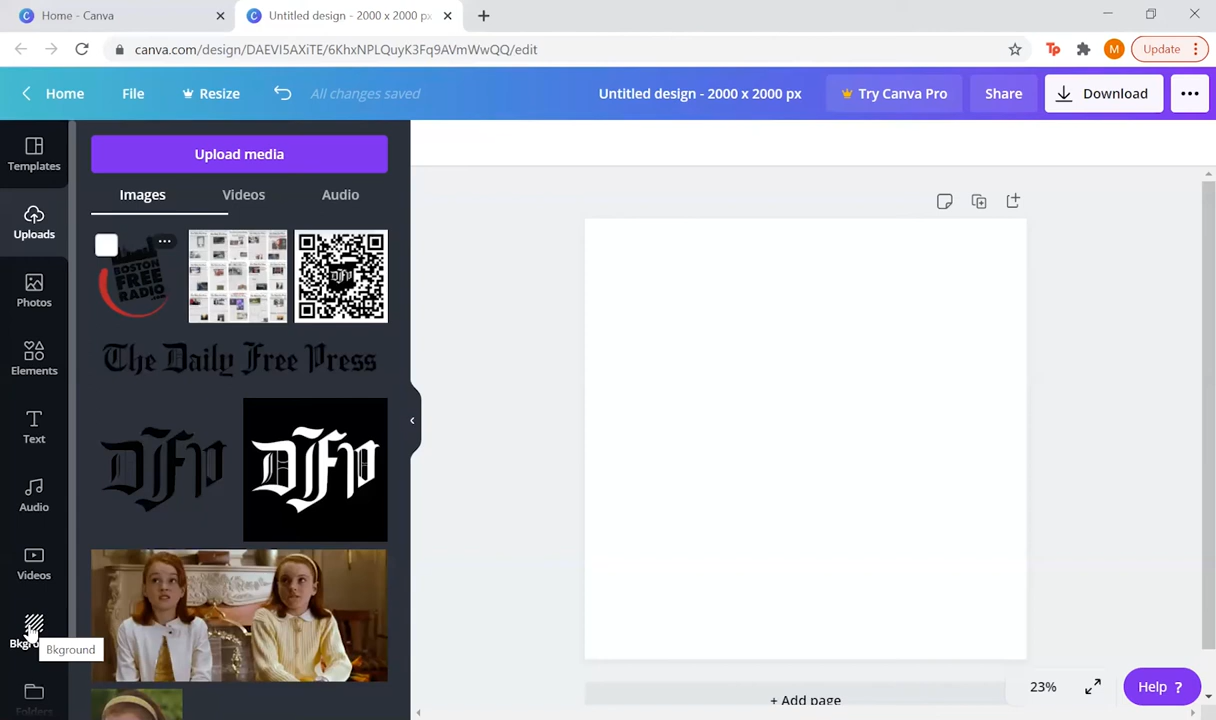 Home - Canva
Untitled design - 2000 x 2000 px
canva.com/design/DAEVI5AXiTE/6KhxNPLQuyK3Fq9AVmWwQQ/edit
Tp
M
Update
Home
File
Resize
All changes saved
Untitled design - 2000 x 2000 px
Try Canva Pro
Share
Download
Templates
Uploads
Photos
Elements
Text
Audio
Videos
Bkgro
Bkground
Folders
Upload media
Images
Videos
Audio
BOSTON
FREE
RADIO
DFP
The Daily Free Press
DFP
DFP
+ Add page
23%
Help ?